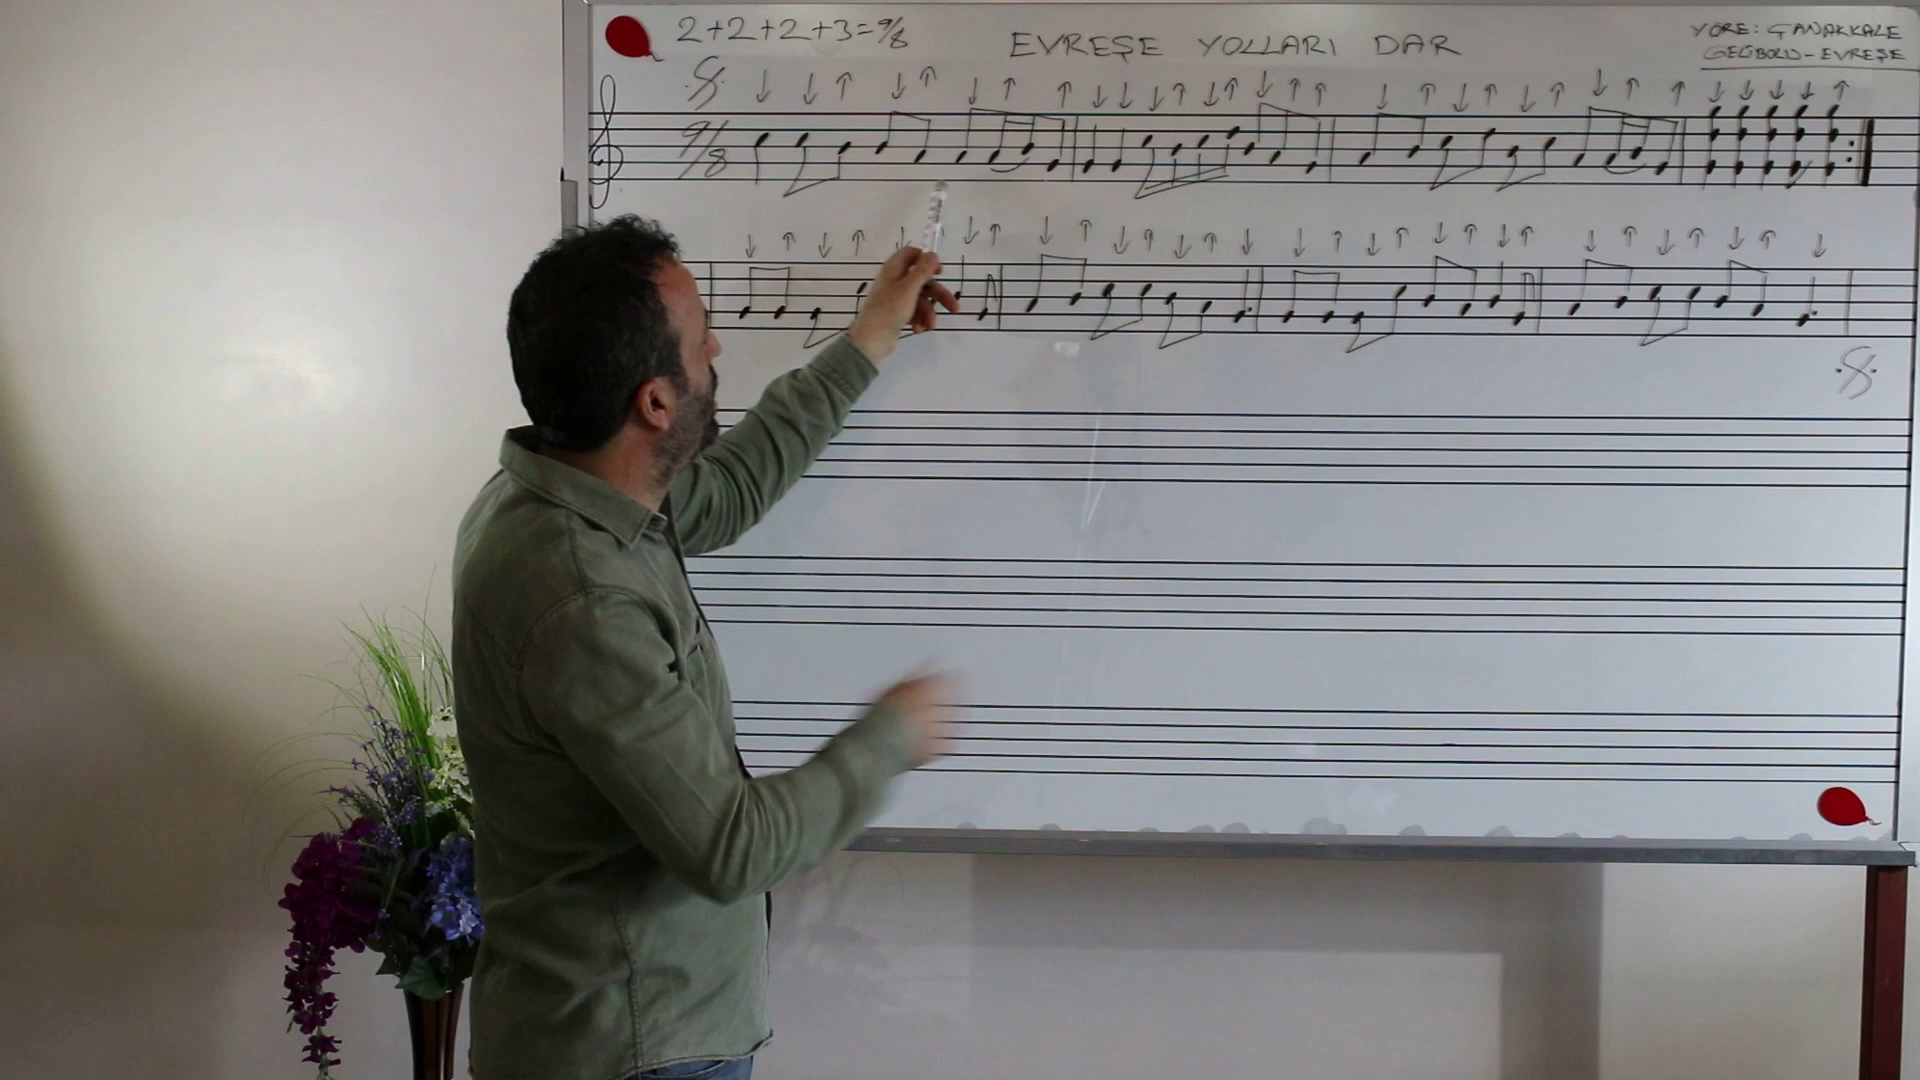 2+2+2+3=9/8
EVREŞE YOLLARI DAR
YÖRE: ÇANAKKALE
GELİBOLU-EVREŞE
9/8